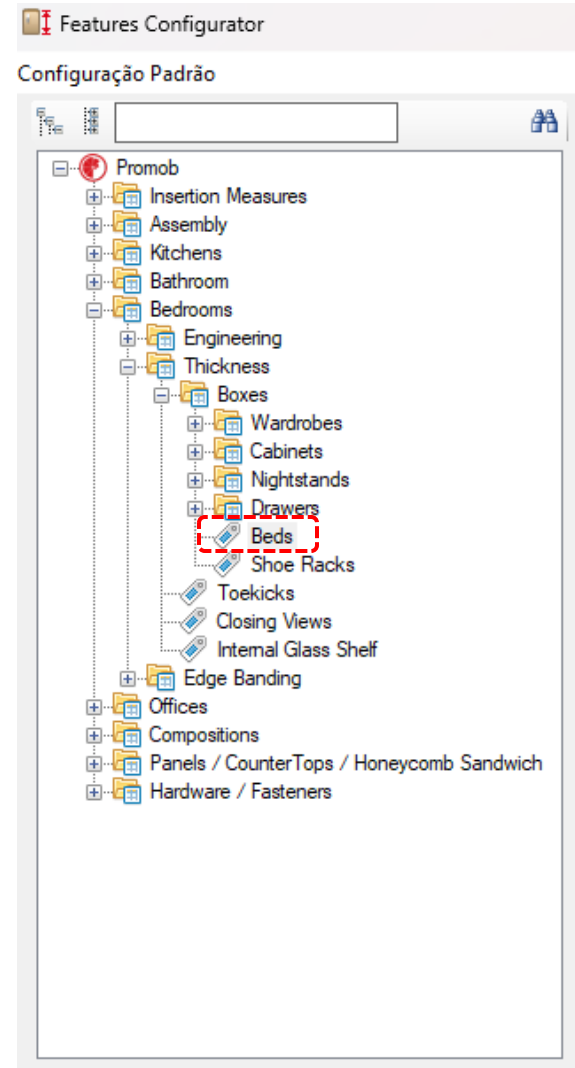 Features Configurator
Configuração Padrão
Promob
Insertion Measures
Assembly
Kitchens
Bathroom
Bedrooms
Engineering
Thickness
Boxes
Wardrobes
Cabinets
Nightstands
Drawers
Beds
Shoe Racks
Toekicks
Closing Views
Internal Glass Shelf
Edge Banding
Offices
Compositions
Panels / CounterTops / Honeycomb Sandwich
Hardware / Fasteners